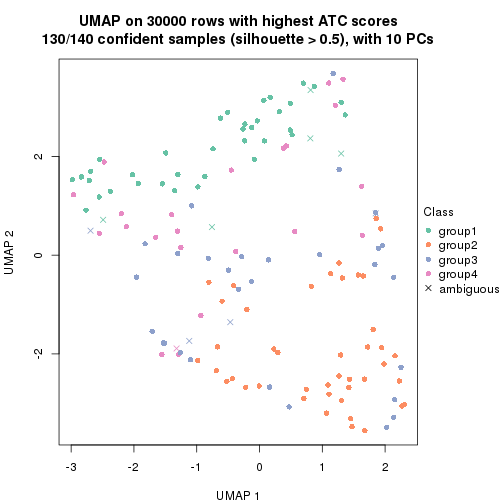 UMAP on 30000 rows with highest ATC scores
130/140 confident samples (silhouette > 0.5), with 10 PCs
UMAP 2
2
0
-2
-3
-2
-1
0
1
2
UMAP 1
Class
group1
group2
group3
group4
ambiguous